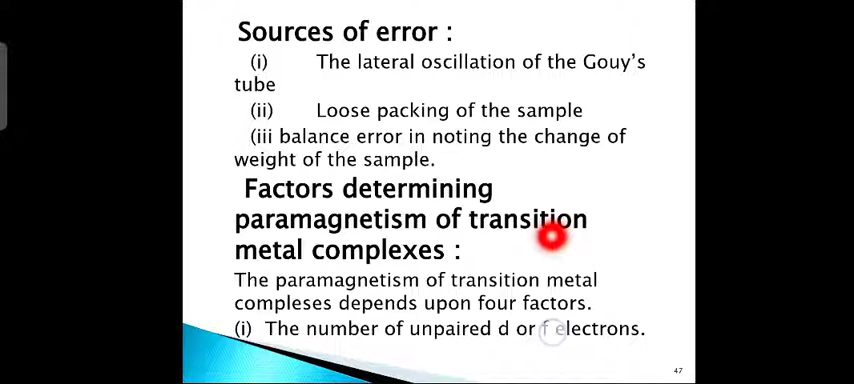 Sources of error :
(i) The lateral oscillation of the Gouy's
tube
(ii) Loose packing of the sample
(iii balance error in noting the change of
weight of the sample.
Factors determining
paramagnetism of transition
metal complexes :
The paramagnetism of transition metal
compleses depends upon four factors.
(i) The number of unpaired d or f electrons.
47